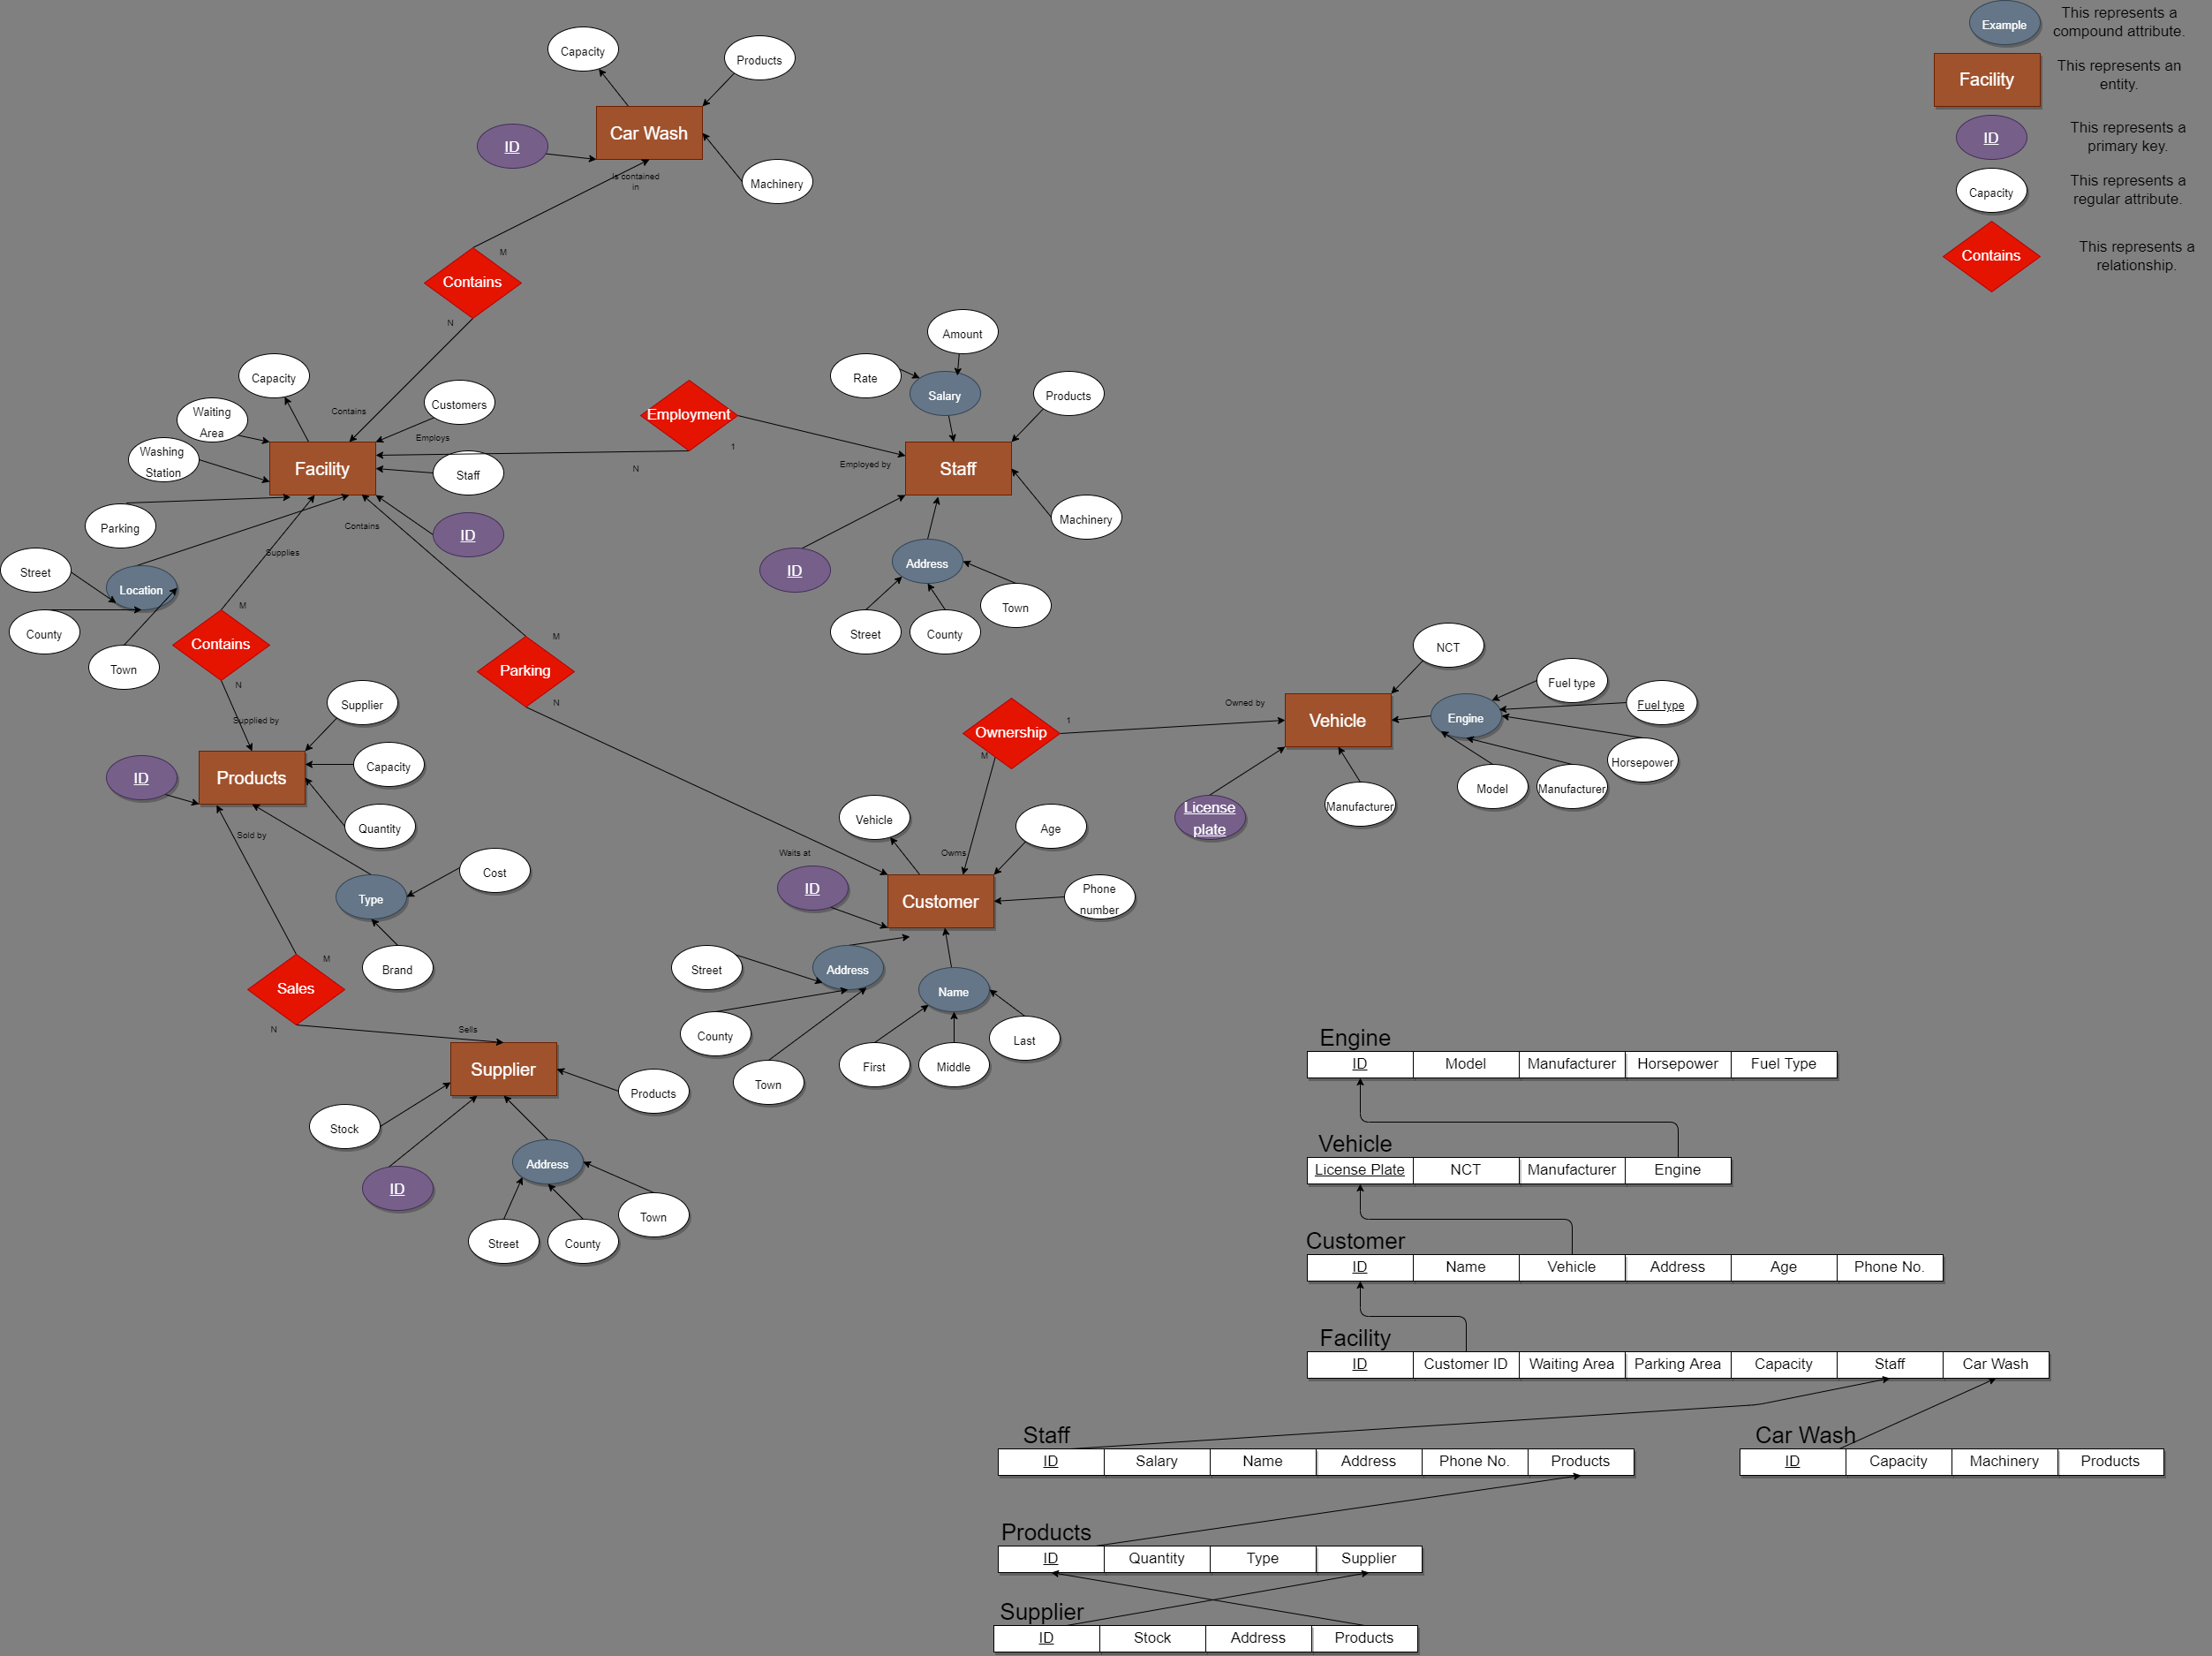 Example
This represents a
compound attribute.
Facility
This represents an
entity.
ID
This represents a
primary key.
Capacity
This represents a
regular attribute.
Contains
This represents a
relationship.
Capacity
Products
Car Wash
ID
Machinery
Is contained
in
M
Contains
N
Capacity
Waiting
Area
Customers
Contains
Washing
Station
Employs
Facility
Staff
N
Parking
Contains
ID
Supplies
Street
Location
County
Town
M
Contains
N
Supplied by
Employment
1
Employed by
Amount
Rate
Salary
Products
Staff
Machinery
ID
Address
Street
County
Town
M
Parking
N
Supplier
ID
Products
Capacity
Quantity
Sold by
Type
Cost
Brand
M
Sales
N
Sells
Supplier
Products
Stock
Address
ID
Street
County
Town
NCT
Owned by
1
Ownership
M
Vehicle
Engine
Fuel type
Fuel type
Horsepower
Model
Manufacturer
Manufacturer
License
plate
Vehicle
Age
Waits at
Owms
ID
Customer
Phone
number
Street
Address
Name
County
Town
First
Middle
Last
Engine
ID Model Manufacturer Horsepower Fuel Type
Vehicle
License Plate NCT Manufacturer Engine
Customer
ID Name Vehicle Address Age Phone No.
Facility
ID Customer ID Waiting Area Parking Area Capacity Staff Car Wash
Staff
ID Salary Name Address Phone No. Products
Car Wash
ID Capacity Machinery Products
Products
ID Quantity Type Supplier
Supplier
ID Stock Address Products